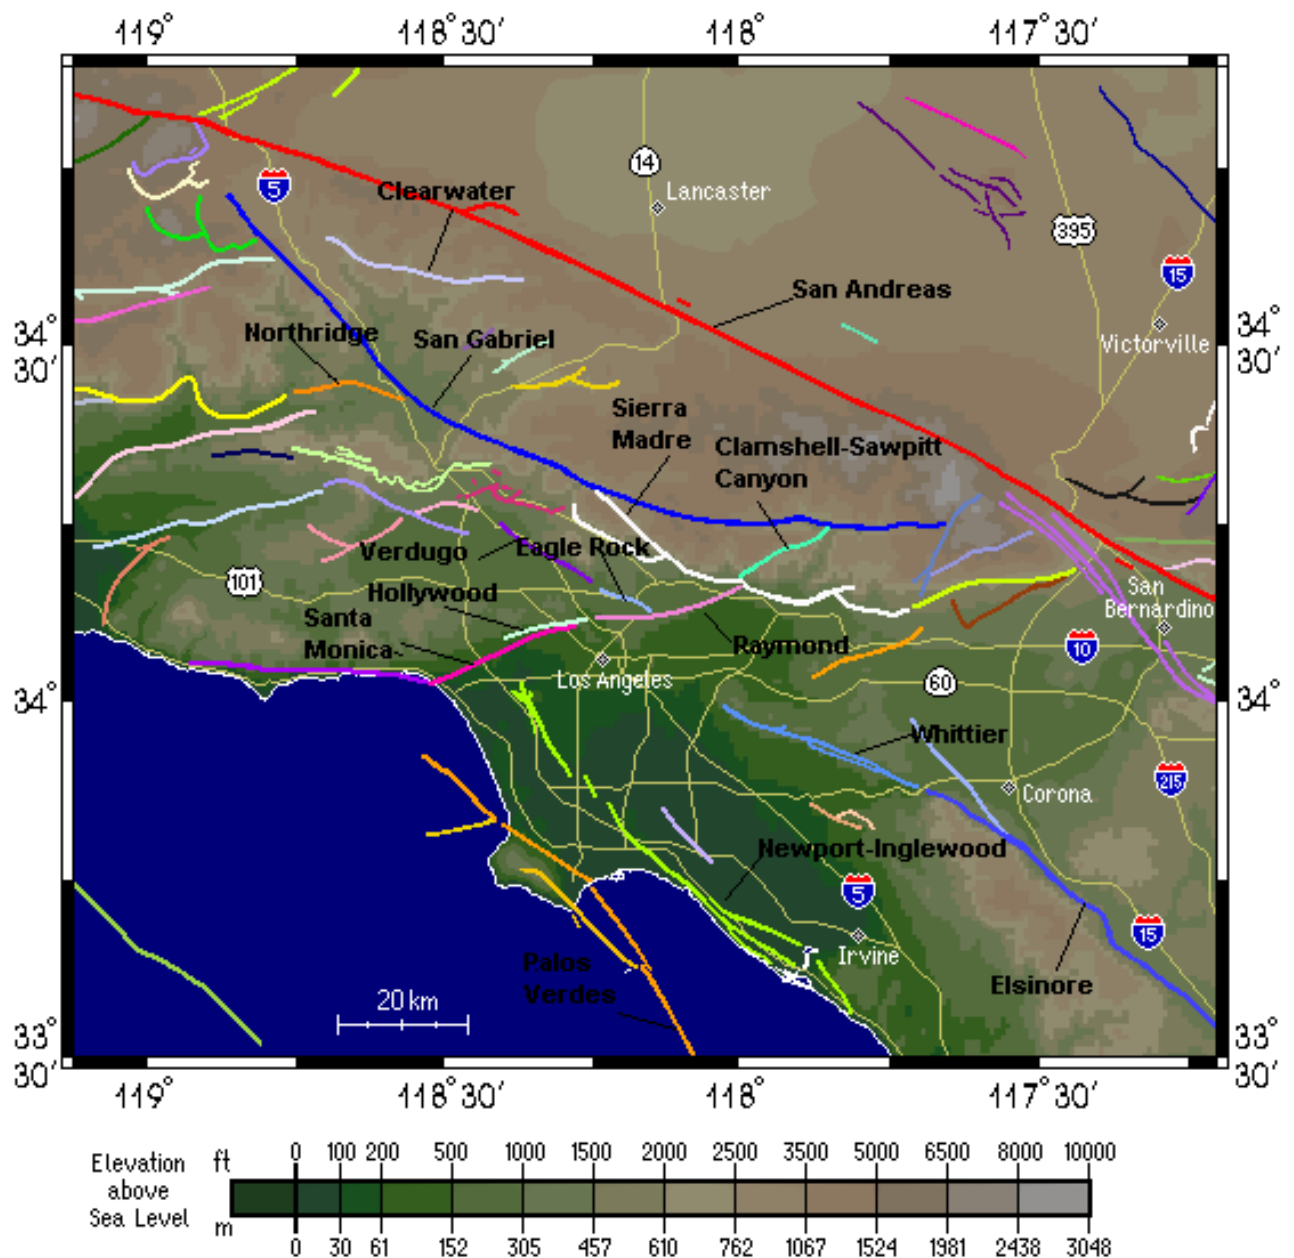 119° 118°30′ 118° 117°30′
14
5
Clearwater
Lancaster
395
15
San Andreas
34°
30′
34°
30′
Northridge
San Gabriel
Victorville
Sierra
Madre
Clamshell-Sawpitt
Canyon
Verdugo
Eagle Rock
101
Hollywood
San
Bernardino
Santa
Monica
Raymond
10
Los Angeles
60
34°
34°
Whittier
215
Corona
Newport-Inglewood
5
15
Irvine
Palos
Verdes
Elsinore
20 km
33°
30′
33°
30′
119° 118°30′ 118° 117°30′
Elevation
above
Sea Level
ft 0 100 200 500 1000 1500 2000 2500 3500 5000 6500 8000 10000
m 0 30 61 152 305 457 610 762 1067 1524 1981 2438 3048